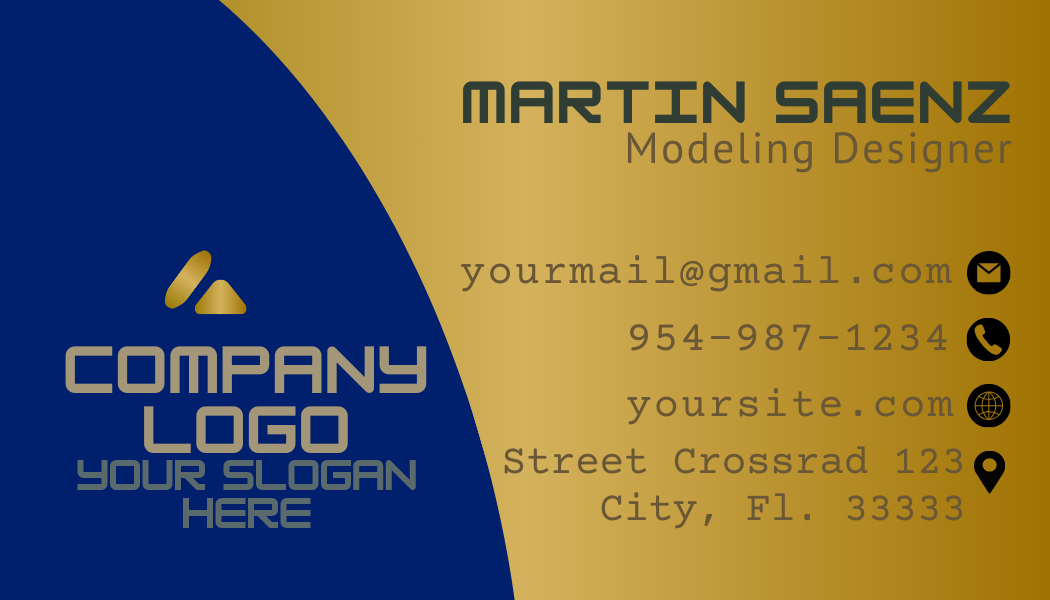 MARTIN SAENZ
Modeling Designer
yourmail@gmail.com
954-987-1234
yoursite.com
Street Crossrad 123
City, Fl. 33333
COMPANY
LOGO
YOUR SLOGAN
HERE